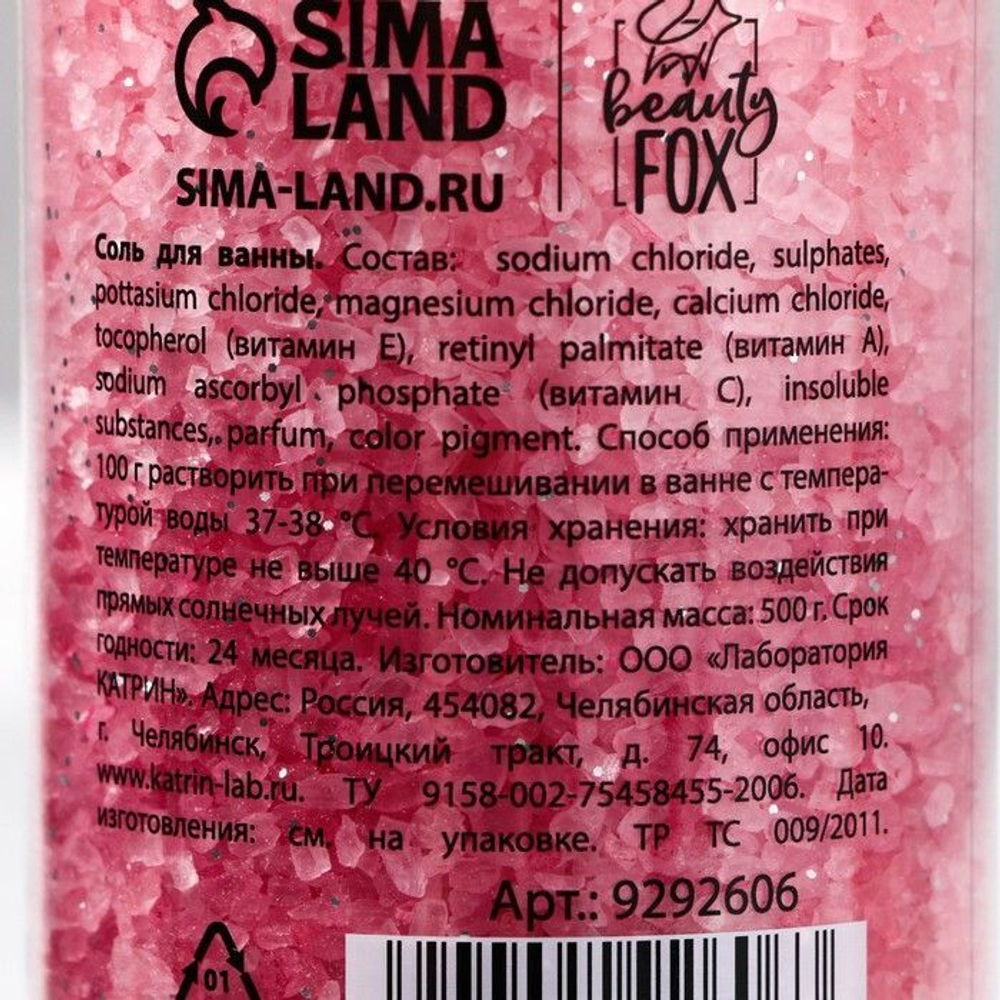 SIMA
LAND
SIMA-LAND.RU
beauty
FOX
Соль для ванны. Состав: sodium chloride, sulphates,
pottasium chloride, magnesium chloride, calcium chloride,
tocopherol (витамин Е), retinyl palmitate (витамин А),
sodium ascorbyl phosphate (витамин С), insoluble
substances, parfum, color pigment. Способ применения:
100 г растворить при перемешивании в ванне с темпера-
турой воды 37-38 °С. Условия хранения: хранить при
температуре не выше 40 °С. Не допускать воздействия
прямых солнечных лучей. Номинальная масса: 500 г. Срок
годности: 24 месяца. Изготовитель: ООО «Лаборатория
КАТРИН». Адрес: Россия, 454082, Челябинская область,
г. Челябинск, Троицкий тракт, д. 74, офис 10.
www.katrin-lab.ru. ТУ 9158-002-75458455-2006. Дата
изготовления: см. на упаковке. ТР ТС 009/2011.
Арт.: 9292606
01